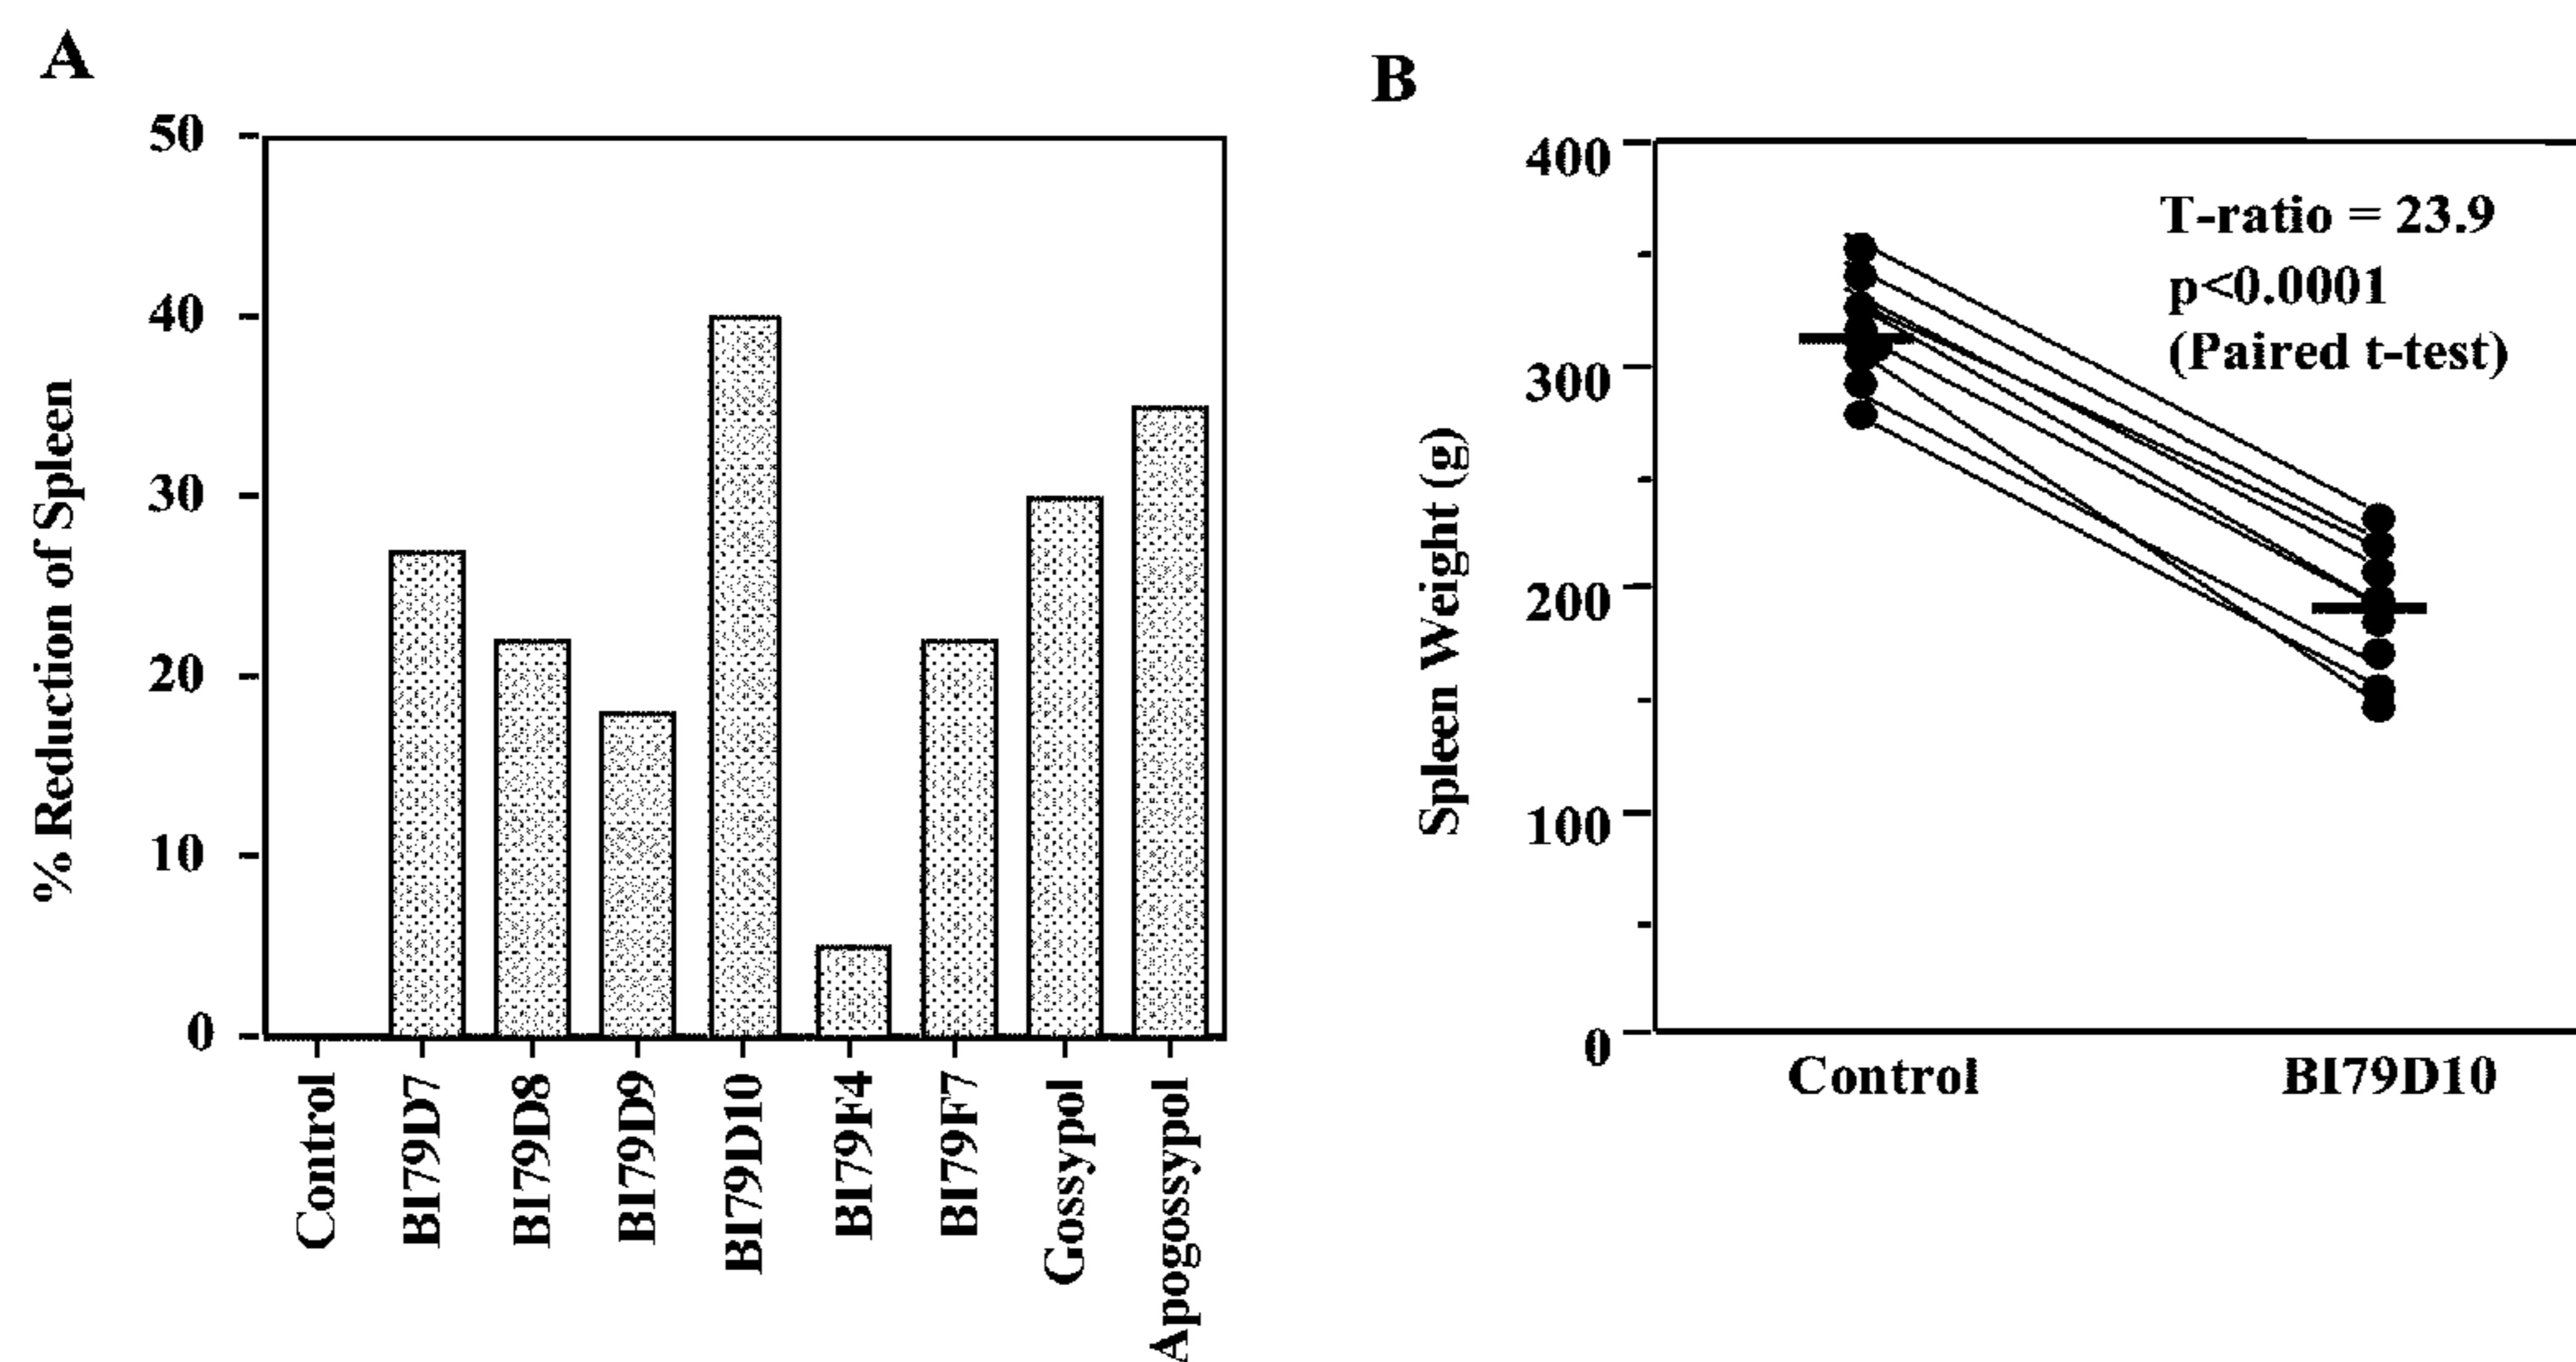 A
50
40
30
20
10
0
% Reduction of Spleen
Control
BI79D7
BI79D8
BI79D9
BI79D10
BI79F4
BI79F7
Gossypol
Apogossypol
B
400
300
200
100
0
Spleen Weight (g)
T-ratio = 23.9
p<0.0001
(Paired t-test)
Control
BI79D10